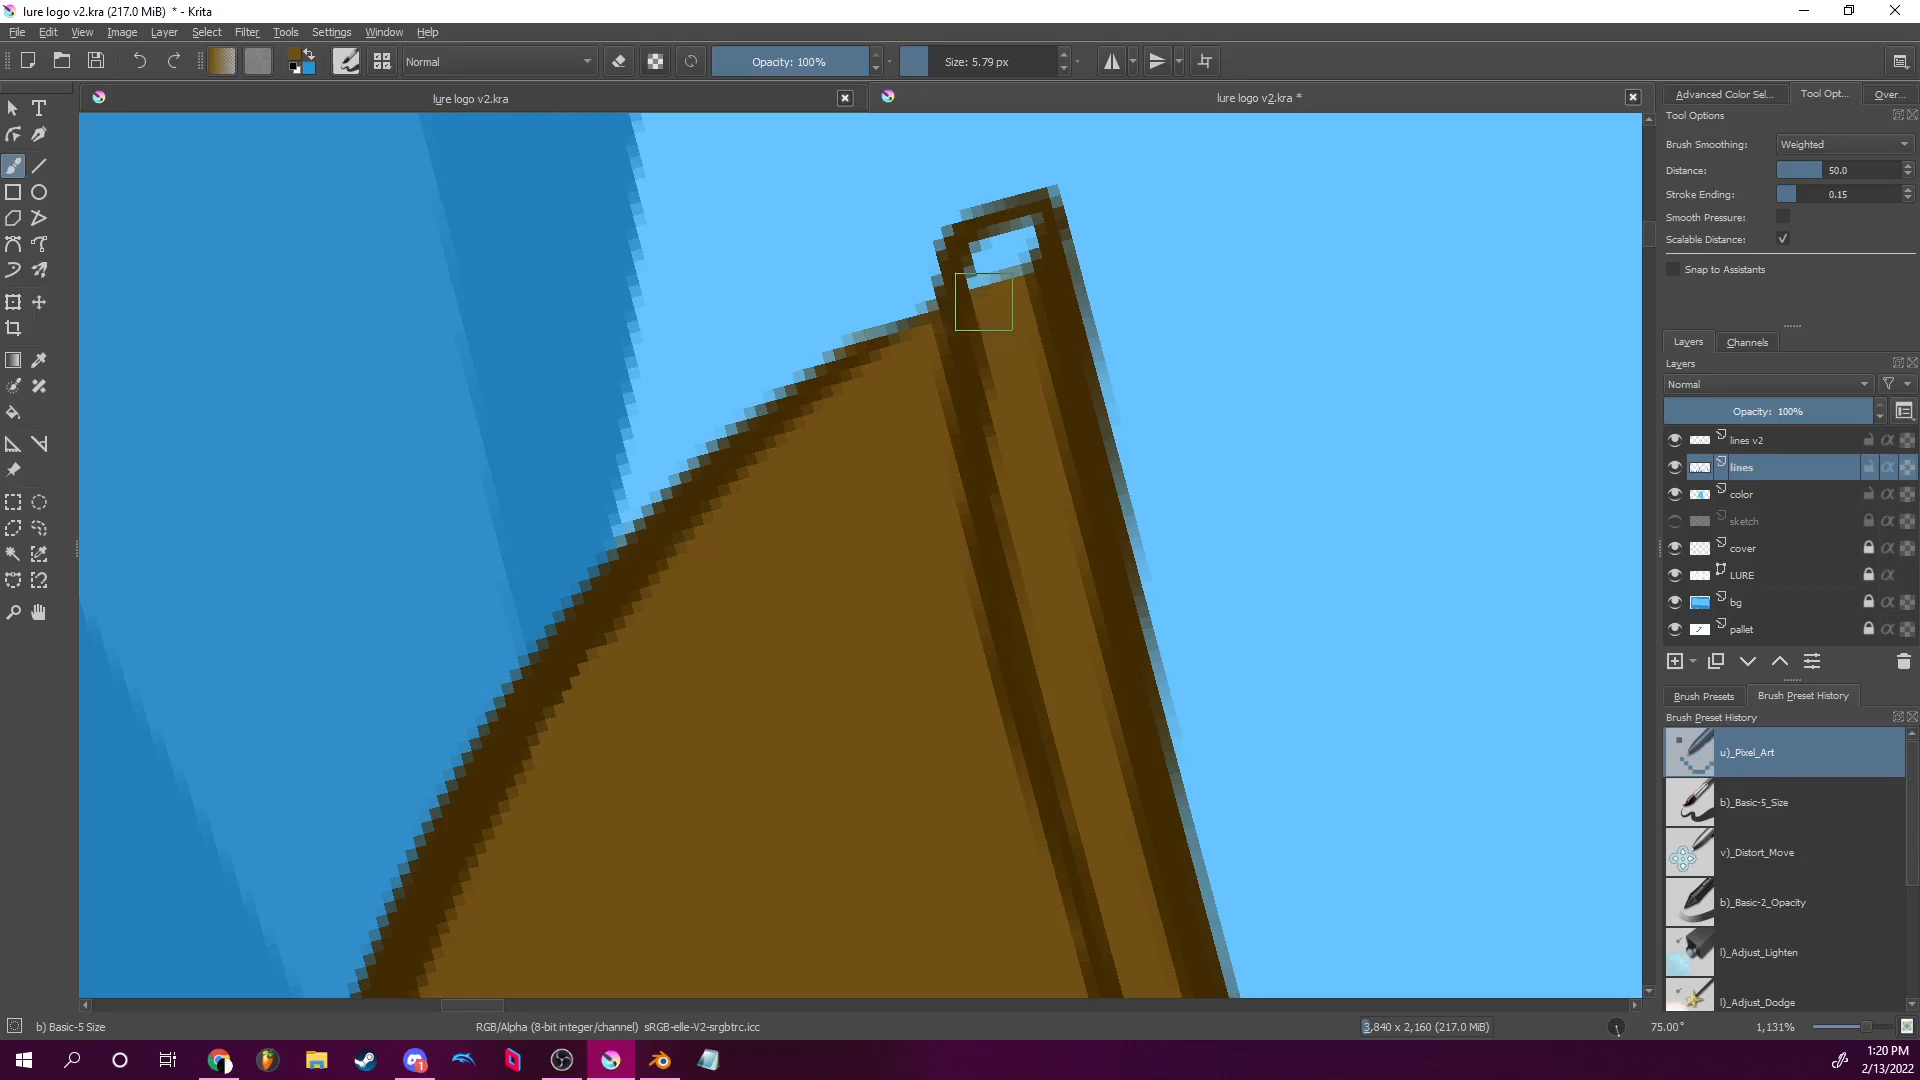 lure logo v2.kra (217.0 MiB)  * - Krita
File Edit View Image Layer Select Filter Tools Settings Window Help
Normal Opacity: 100% Size: 5.79 px
lure logo v2.kra lure logo v2.kra *
Advanced Color Sel... Tool Opt... Over...
Tool Options
Brush Smoothing: Weighted
Distance: 50.0
Stroke Ending: 0.15
Smooth Pressure:
Scalable Distance:
Snap to Assistants
Layers Channels
Layers
Normal
Opacity: 100%
lines v2
lines
color
sketch
cover
LURE
bg
pallet
Brush Presets Brush Preset History
Brush Preset History
u)_Pixel_Art
b)_Basic-5_Size
v)_Distort_Move
b)_Basic-2_Opacity
l)_Adjust_Lighten
l)_Adjust_Dodge
b) Basic-5 Size RGB/Alpha (8-bit integer/channel) sRGB-elle-V2-srgbtrc.icc 3,840 x 2,160 (217.0 MiB) 75.00° 1,131%
1:20 PM
2/13/2022